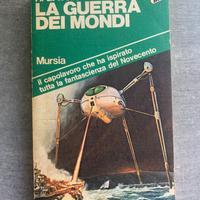 LA GUERRA
DEI MONDI
Mursia
il capolavoro che ha ispirato
tutta la fantascienza del Novecento